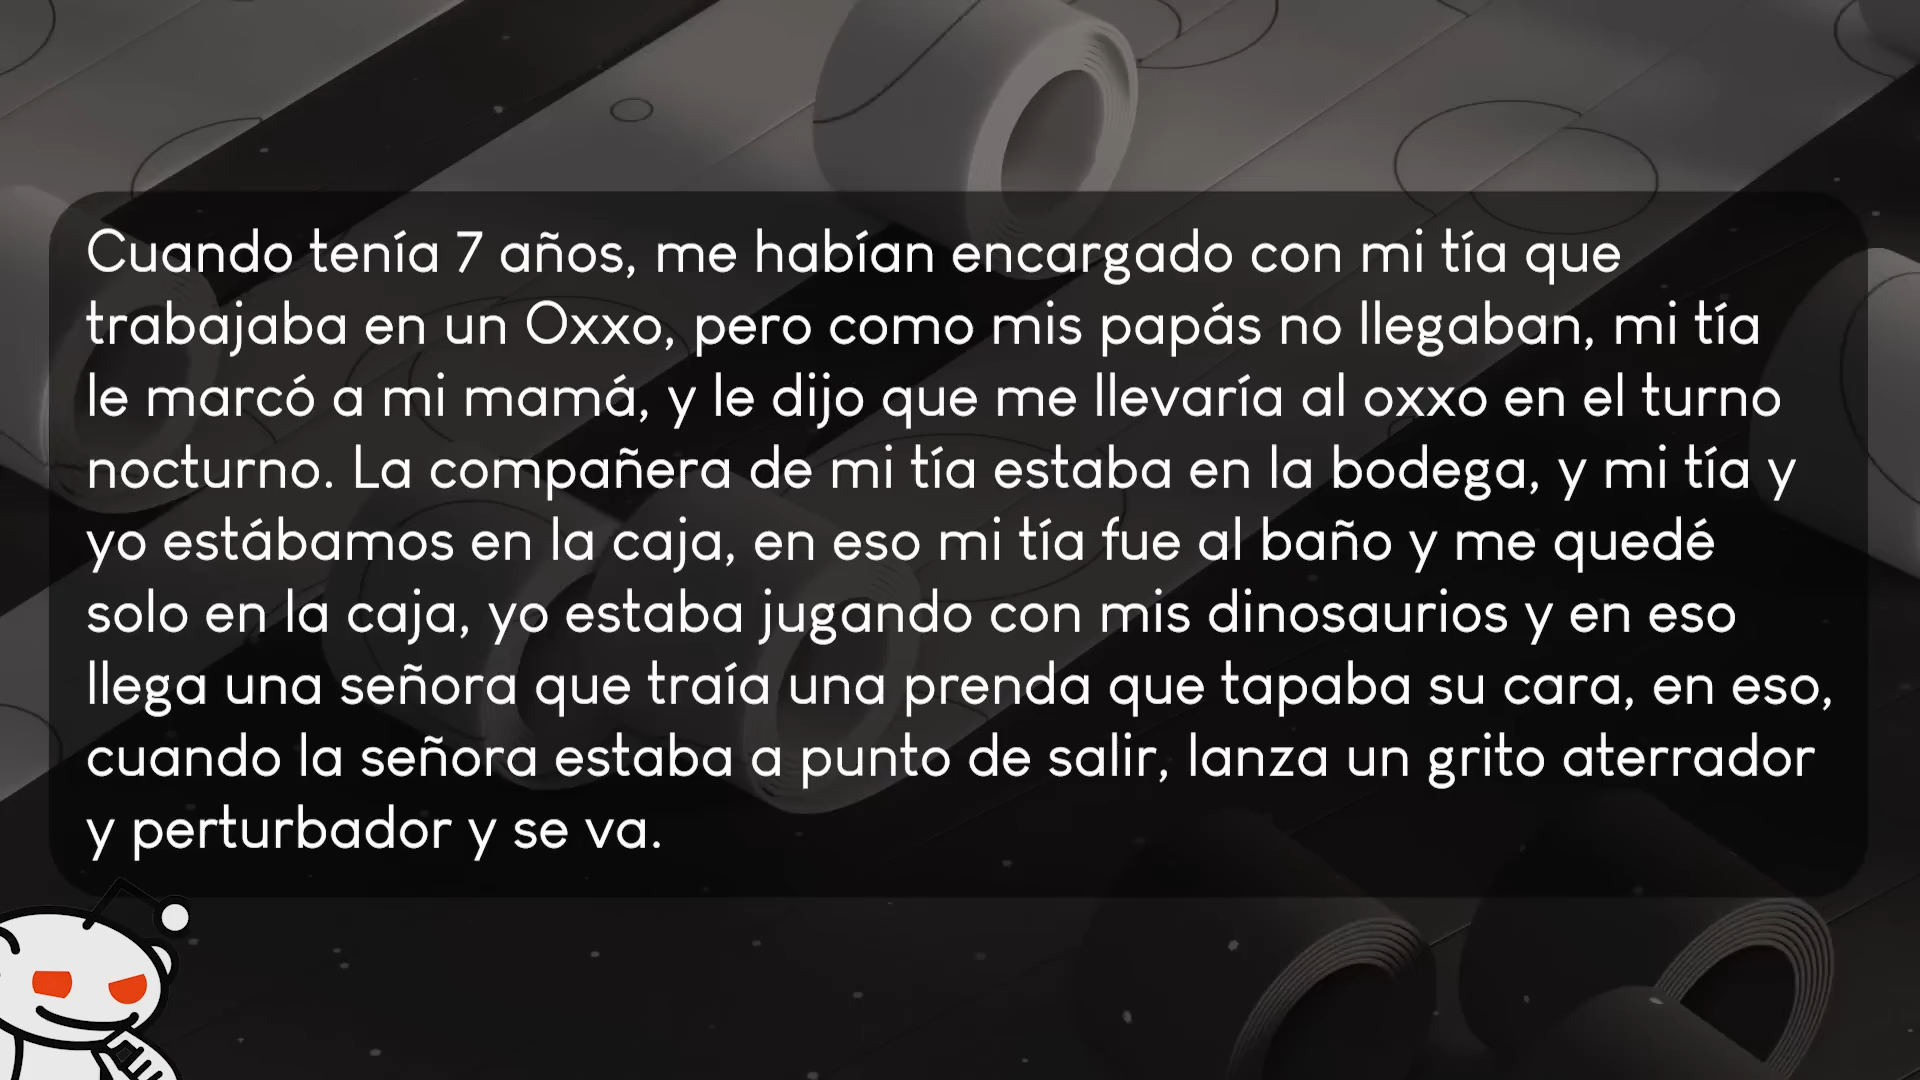 Cuando tenía 7 años, me habían encargado con mi tía que
trabajaba en un Oxxo, pero como mis papás no llegaban, mi tía
le marcó a mi mamá, y le dijo que me llevaría al oxxo en el turno
nocturno. La compañera de mi tía estaba en la bodega, y mi tía y
yo estábamos en la caja, en eso mi tía fue al baño y me quedé
solo en la caja, yo estaba jugando con mis dinosaurios y en eso
llega una señora que traía una prenda que tapaba su cara, en eso,
cuando la señora estaba a punto de salir, lanza un grito aterrador
y perturbador y se va.